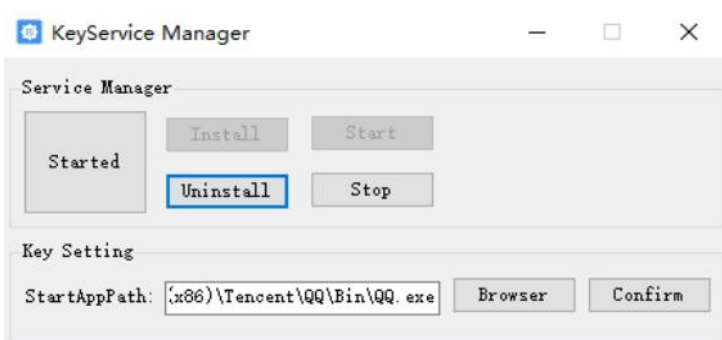 KeyService Manager
Service Manager
Install Start
Started
Uninstall Stop
Key Setting
StartAppPath: (x86)\Tencent\QQ\Bin\QQ.exe Browser Confirm